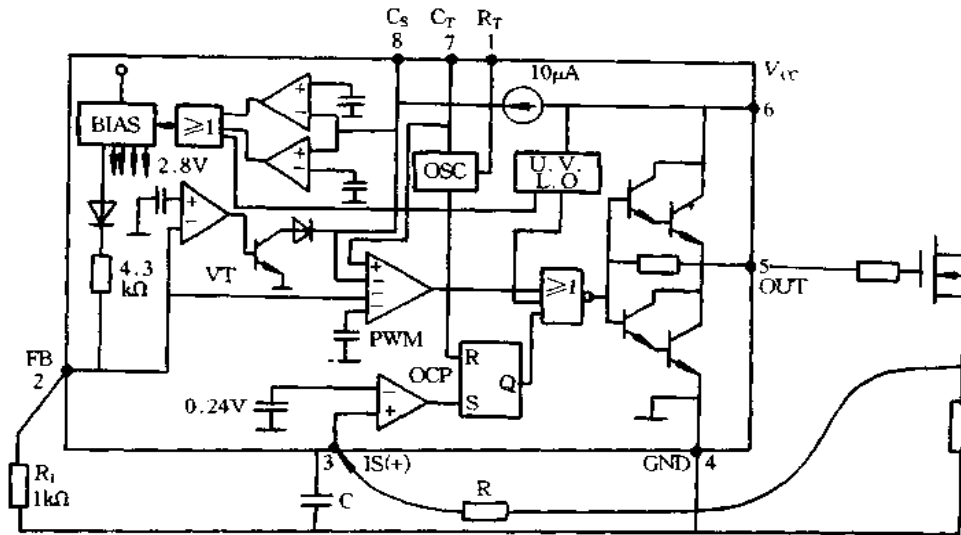 C_S C_T R_T
8 7 1
10μA
V_CC
6
BIAS
≥1
+
−
+
−
OSC
U.V.
L.O
2.8V
+
−
4.3
kΩ
VT
+
−
−
PWM
≥1
5
OUT
FB
2
OCP
R
Q
S
0.24V
−
+
3
IS(+)
GND
4
R_i
1kΩ
C
R